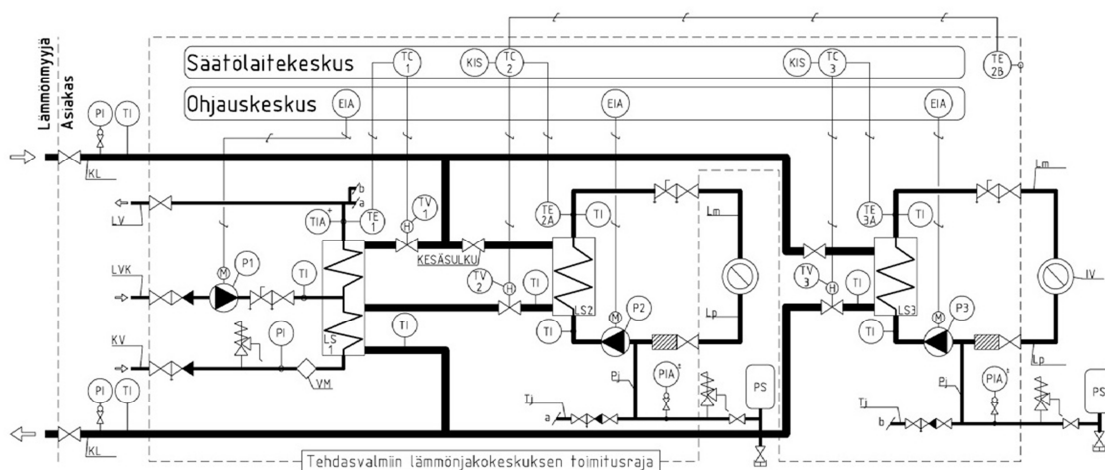 Lämmönmyyjä
Asiakas
Säätölaitekeskus
TC 1
KIS
TC 2
KIS
TC 3
TE 2B
Ohjauskeskus
EIA
EIA
EIA
PI
TI
KL
LV
b
a
TIA+
TE 1
TV 1
TE 2A
TI
Lm
TE 3A
TI
Lm
KESÄSULKU
LVK
M
P1
TI
H
TV 2
H
TI
LS2
TV 3
H
TI
LS3
IV
Lp
KV
PI
LS 1
TI
TI
M
P2
TI
M
P3
Lp
VM
Pj
PIA±
PS
Pj
PIA±
PS
PI
TI
KL
Tj
a
Tj
b
Tehdasvalmiin lämmönjakokeskuksen toimitusraja